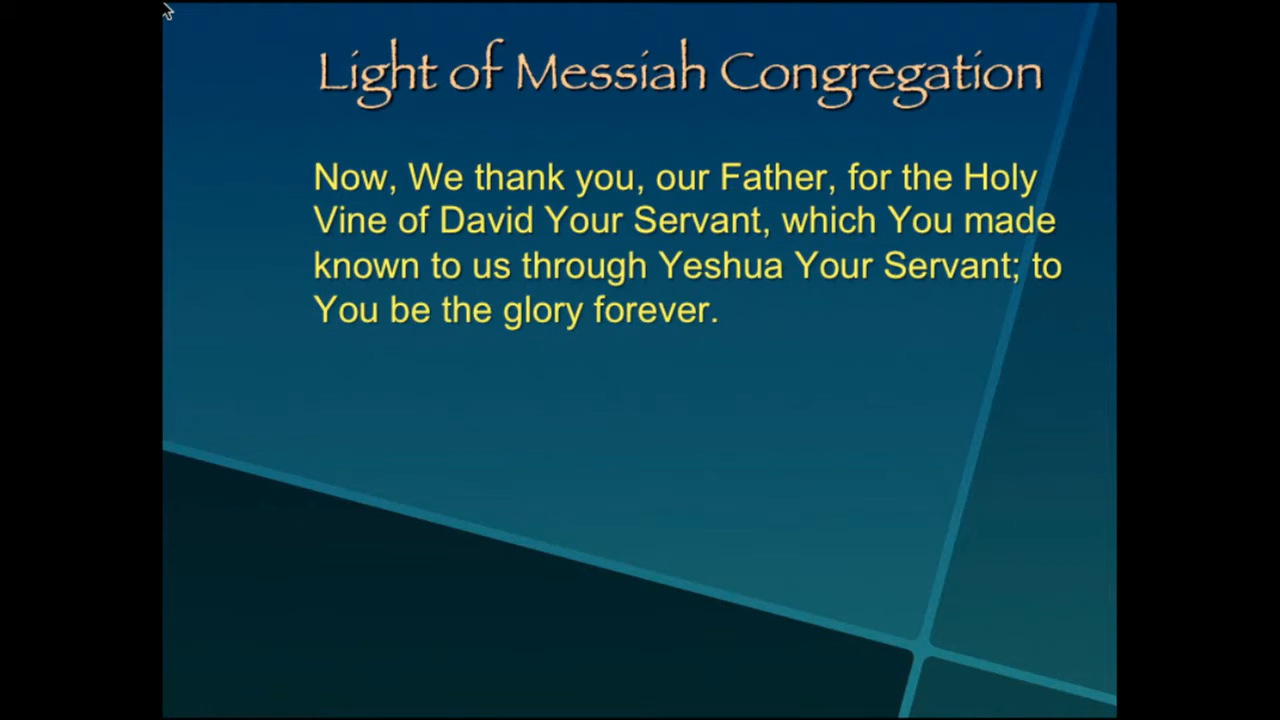 Light of Messiah Congregation
Now, We thank you, our Father, for the Holy
Vine of David Your Servant, which You made
known to us through Yeshua Your Servant; to
You be the glory forever.